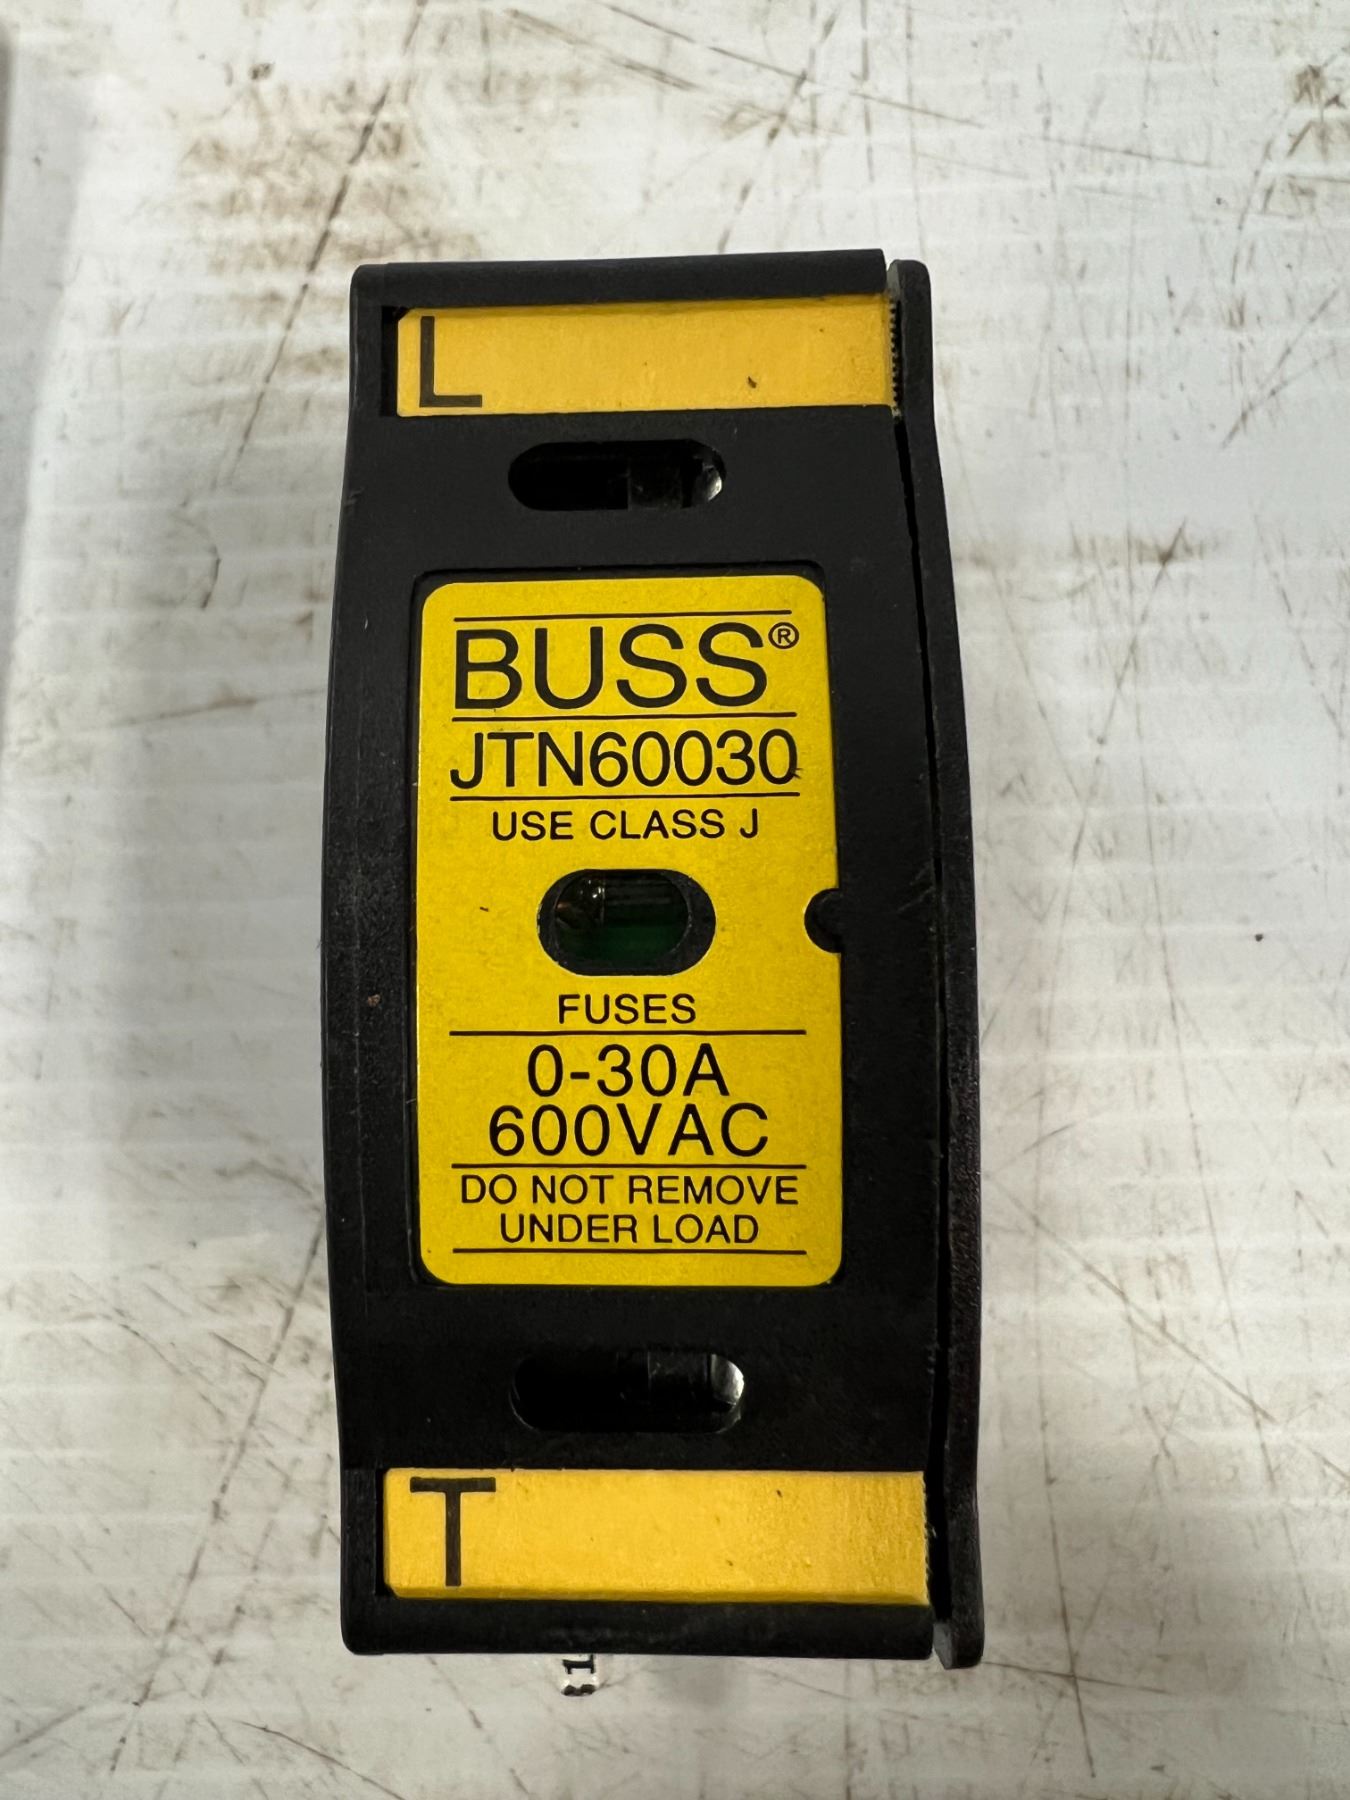 L
BUSS®
JTN60030
USE CLASS J
FUSES
0-30A
600VAC
DO NOT REMOVE
UNDER LOAD
T